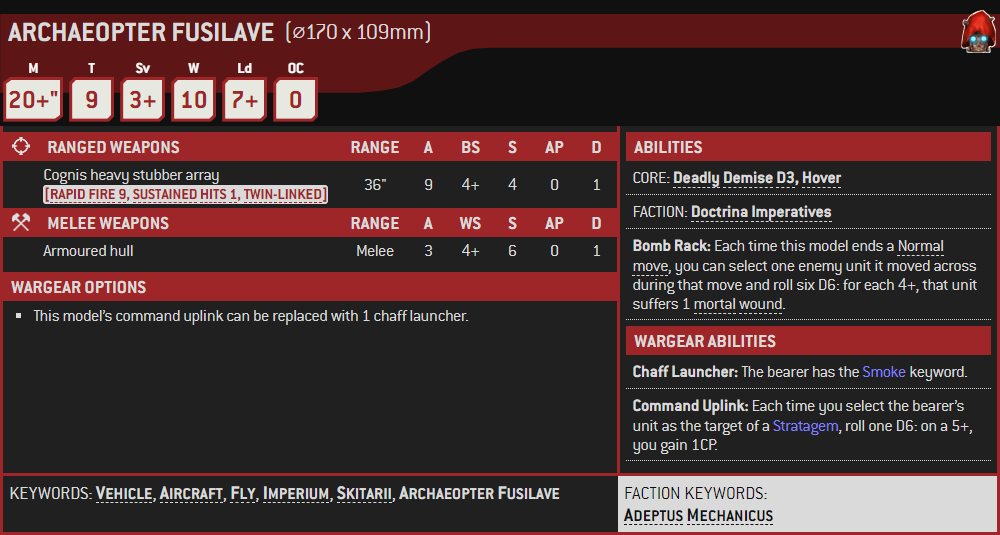 ARCHAEOPTER FUSILAVE (⌀170 x 109mm)
M T Sv W Ld OC
20+" 9 3+ 10 7+ 0
RANGED WEAPONS RANGE A BS S AP D
Cognis heavy stubber array 36" 9 4+ 4 0 1
[RAPID FIRE 9, SUSTAINED HITS 1, TWIN-LINKED]
MELEE WEAPONS RANGE A WS S AP D
Armoured hull Melee 3 4+ 6 0 1
WARGEAR OPTIONS
▪ This model's command uplink can be replaced with 1 chaff launcher.
ABILITIES
CORE: Deadly Demise D3, Hover
FACTION: Doctrina Imperatives
Bomb Rack: Each time this model ends a Normal
move, you can select one enemy unit it moved across
during that move and roll six D6: for each 4+, that unit
suffers 1 mortal wound.
WARGEAR ABILITIES
Chaff Launcher: The bearer has the Smoke keyword.
Command Uplink: Each time you select the bearer's
unit as the target of a Stratagem, roll one D6: on a 5+,
you gain 1CP.
KEYWORDS: VEHICLE, AIRCRAFT, FLY, IMPERIUM, SKITARII, ARCHAEOPTER FUSILAVE
FACTION KEYWORDS:
ADEPTUS MECHANICUS